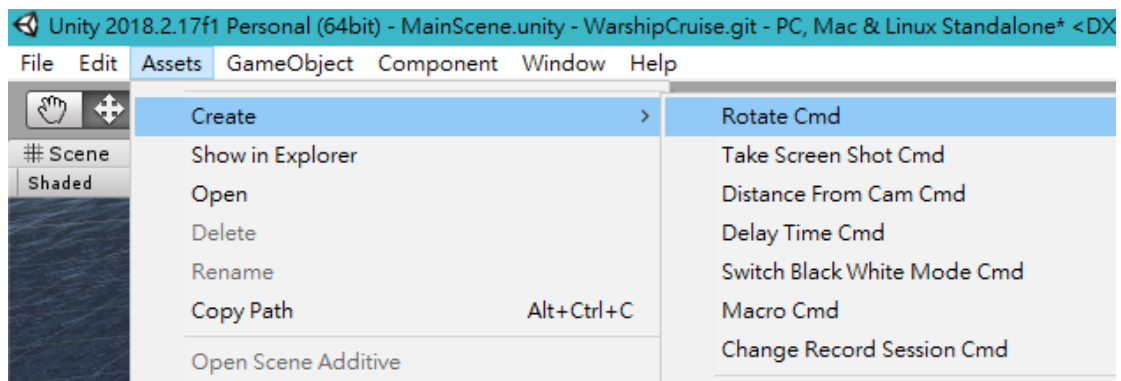 Unity 2018.2.17f1 Personal (64bit) - MainScene.unity - WarshipCruise.git - PC, Mac & Linux Standalone* <DX
File Edit Assets GameObject Component Window Help
Create > Rotate Cmd
# Scene Show in Explorer Take Screen Shot Cmd
Shaded Open Distance From Cam Cmd
Delete Delay Time Cmd
Rename Switch Black White Mode Cmd
Copy Path Alt+Ctrl+C Macro Cmd
Open Scene Additive Change Record Session Cmd